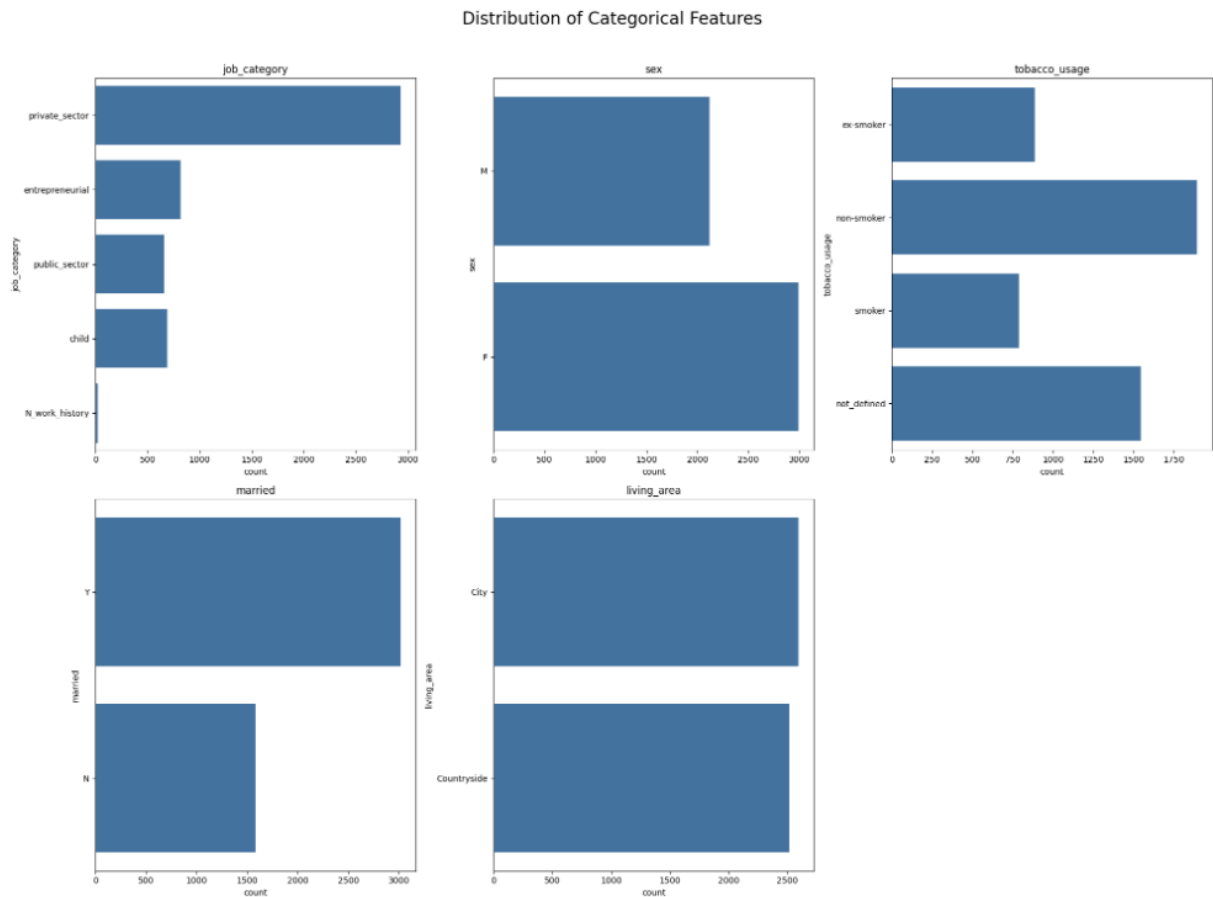 Distribution of Categorical Features
job_category
private_sector
entrepreneurial
public_sector
child
N_work_history
job_category
0 500 1000 1500 2000 2500 3000
count
sex
M
F
sex
0 500 1000 1500 2000 2500 3000
count
tobacco_usage
ex-smoker
non-smoker
smoker
not_defined
tobacco_usage
0 250 500 750 1000 1250 1500 1750
count
married
Y
N
married
0 500 1000 1500 2000 2500 3000
count
living_area
City
Countryside
living_area
0 500 1000 1500 2000 2500
count